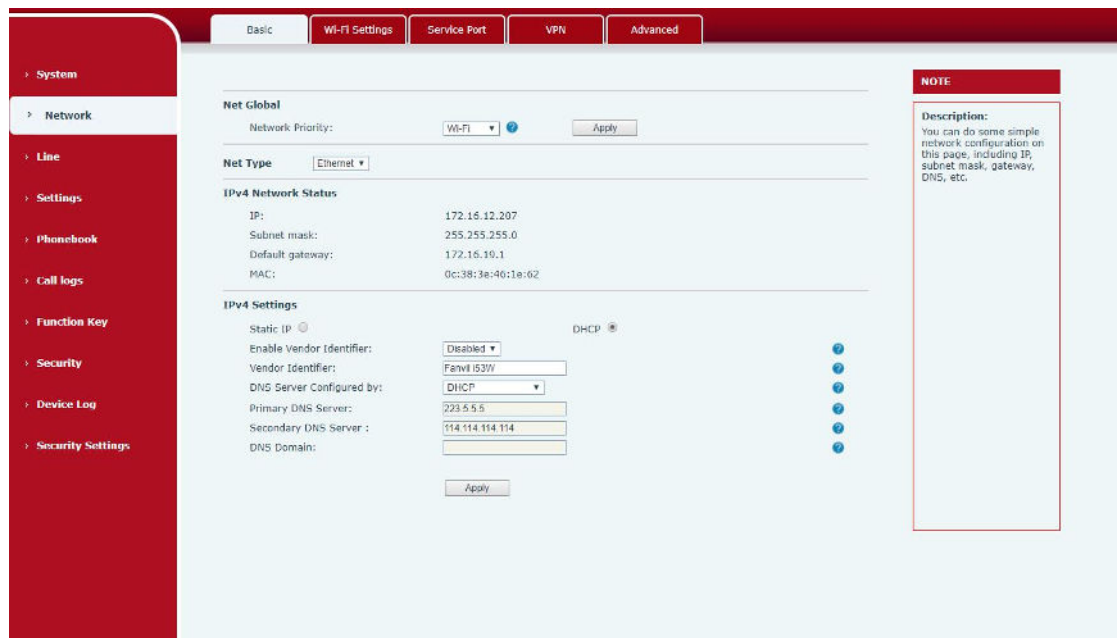 Basic Wi-Fi Settings Service Port VPN Advanced
› System
› Network
› Line
› Settings
› Phonebook
› Call logs
› Function Key
› Security
› Device Log
› Security Settings
Net Global
Network Priority: Wi-Fi Apply
Net Type Ethernet
IPv4 Network Status
IP: 172.16.12.207
Subnet mask: 255.255.255.0
Default gateway: 172.16.19.1
MAC: 0c:38:3e:46:1e:62
IPv4 Settings
Static IP DHCP
Enable Vendor Identifier: Disabled
Vendor Identifier: Fanvil i53W
DNS Server Configured by: DHCP
Primary DNS Server: 223.5.5.5
Secondary DNS Server : 114.114.114.114
DNS Domain:
Apply
NOTE
Description:
You can do some simple
network configuration on
this page, including IP,
subnet mask, gateway,
DNS, etc.